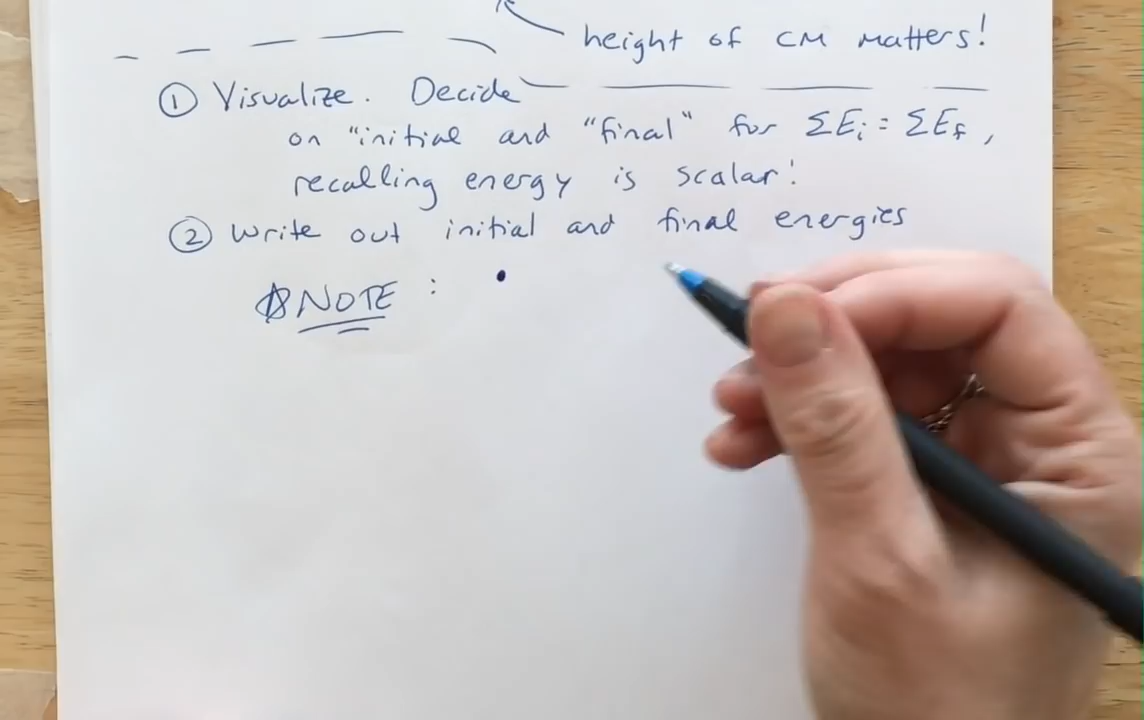 height of CM matters!
① Visualize. Decide
on "initial and "final" for ΣEi = ΣEf,
recalling energy is scalar!
② Write out initial and final energies
NOTE :